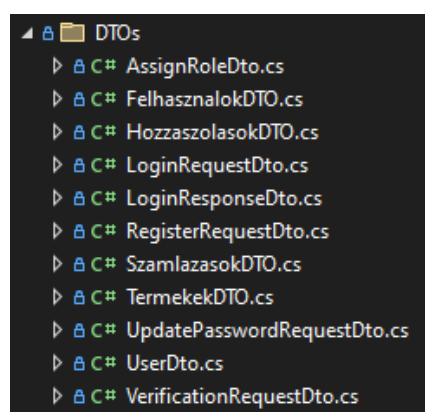 DTOs
C# AssignRoleDto.cs
C# FelhasznalokDTO.cs
C# HozzaszolasokDTO.cs
C# LoginRequestDto.cs
C# LoginResponseDto.cs
C# RegisterRequestDto.cs
C# SzamlazasokDTO.cs
C# TermekekDTO.cs
C# UpdatePasswordRequestDto.cs
C# UserDto.cs
C# VerificationRequestDto.cs